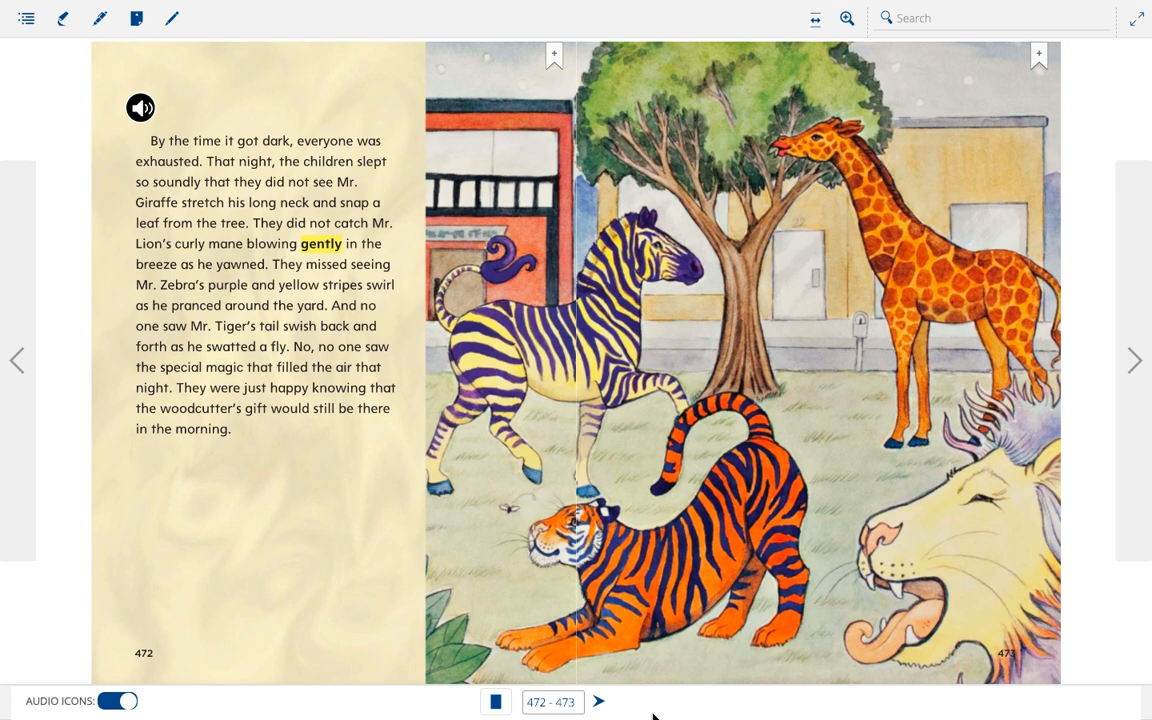 Search
By the time it got dark, everyone was
exhausted. That night, the children slept
so soundly that they did not see Mr.
Giraffe stretch his long neck and snap a
leaf from the tree. They did not catch Mr.
Lion's curly mane blowing gently in the
breeze as he yawned. They missed seeing
Mr. Zebra's purple and yellow stripes swirl
as he pranced around the yard. And no
one saw Mr. Tiger's tail swish back and
forth as he swatted a fly. No, no one saw
the special magic that filled the air that
night. They were just happy knowing that
the woodcutter's gift would still be there
in the morning.
472
473
AUDIO ICONS:
472 - 473